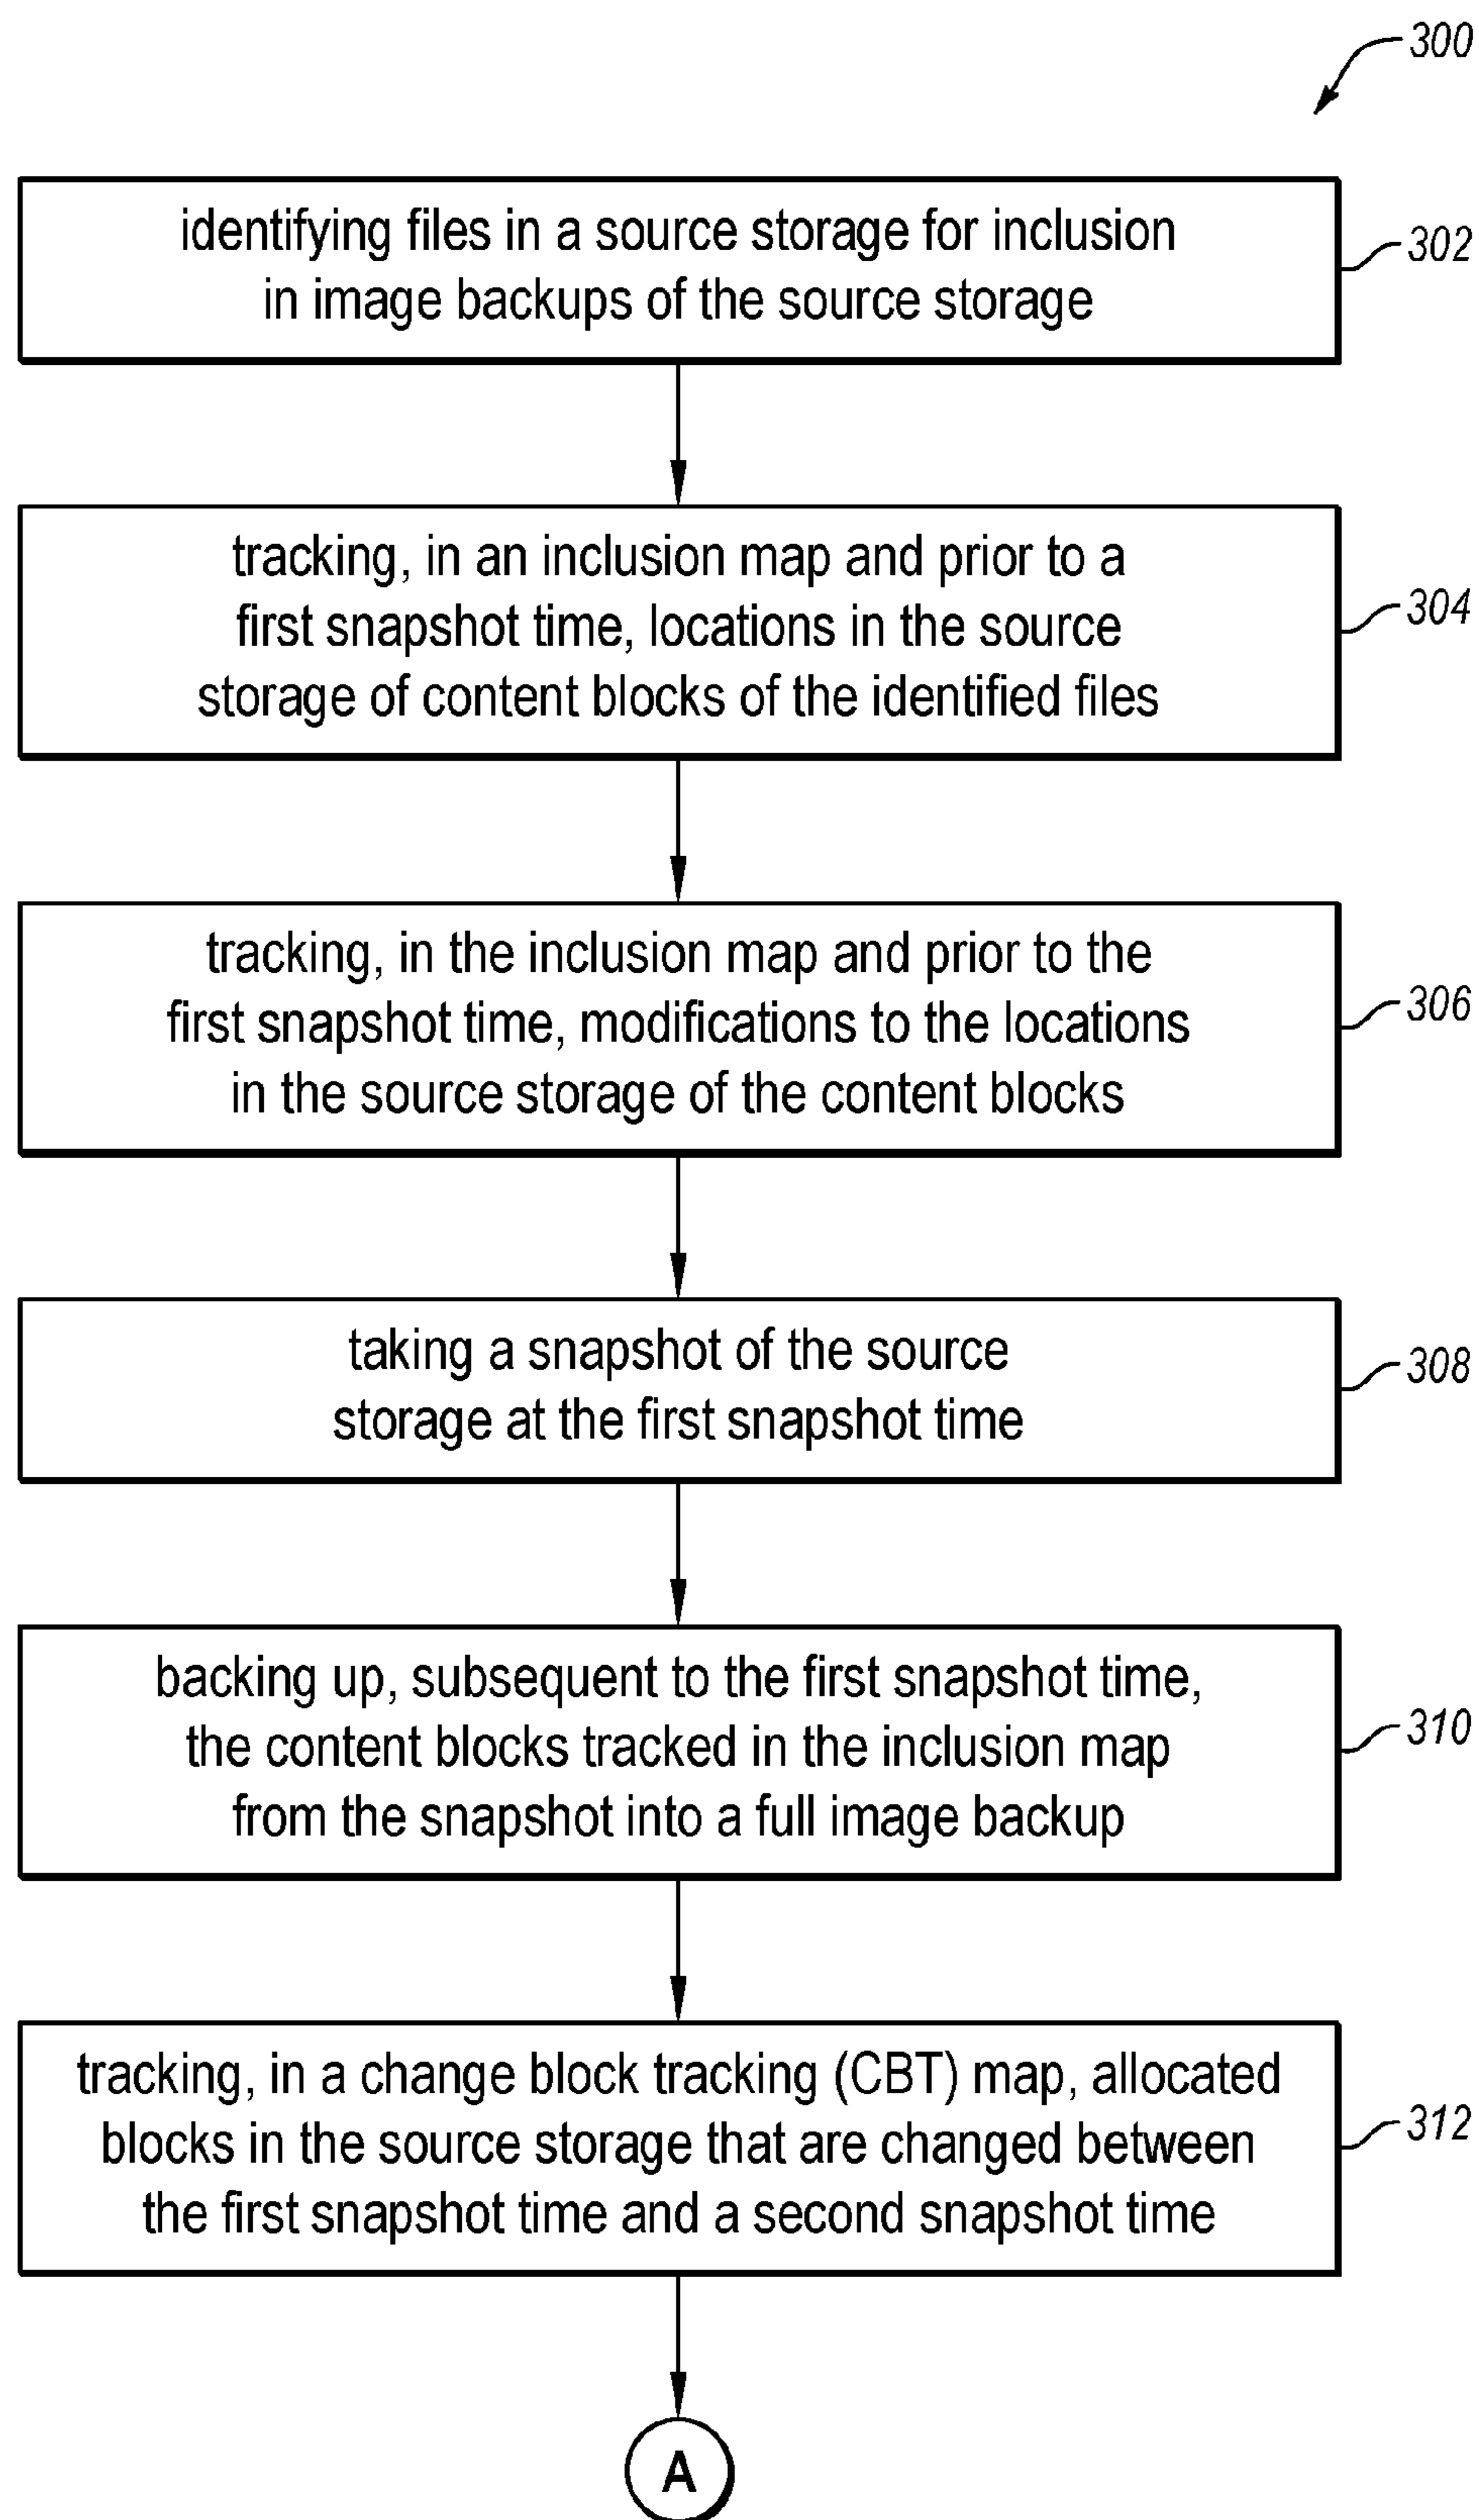 300
identifying files in a source storage for inclusion
in image backups of the source storage
302
tracking, in an inclusion map and prior to a
first snapshot time, locations in the source
storage of content blocks of the identified files
304
tracking, in the inclusion map and prior to the
first snapshot time, modifications to the locations
in the source storage of the content blocks
306
taking a snapshot of the source
storage at the first snapshot time
308
backing up, subsequent to the first snapshot time,
the content blocks tracked in the inclusion map
from the snapshot into a full image backup
310
tracking, in a change block tracking (CBT) map, allocated
blocks in the source storage that are changed between
the first snapshot time and a second snapshot time
312
A